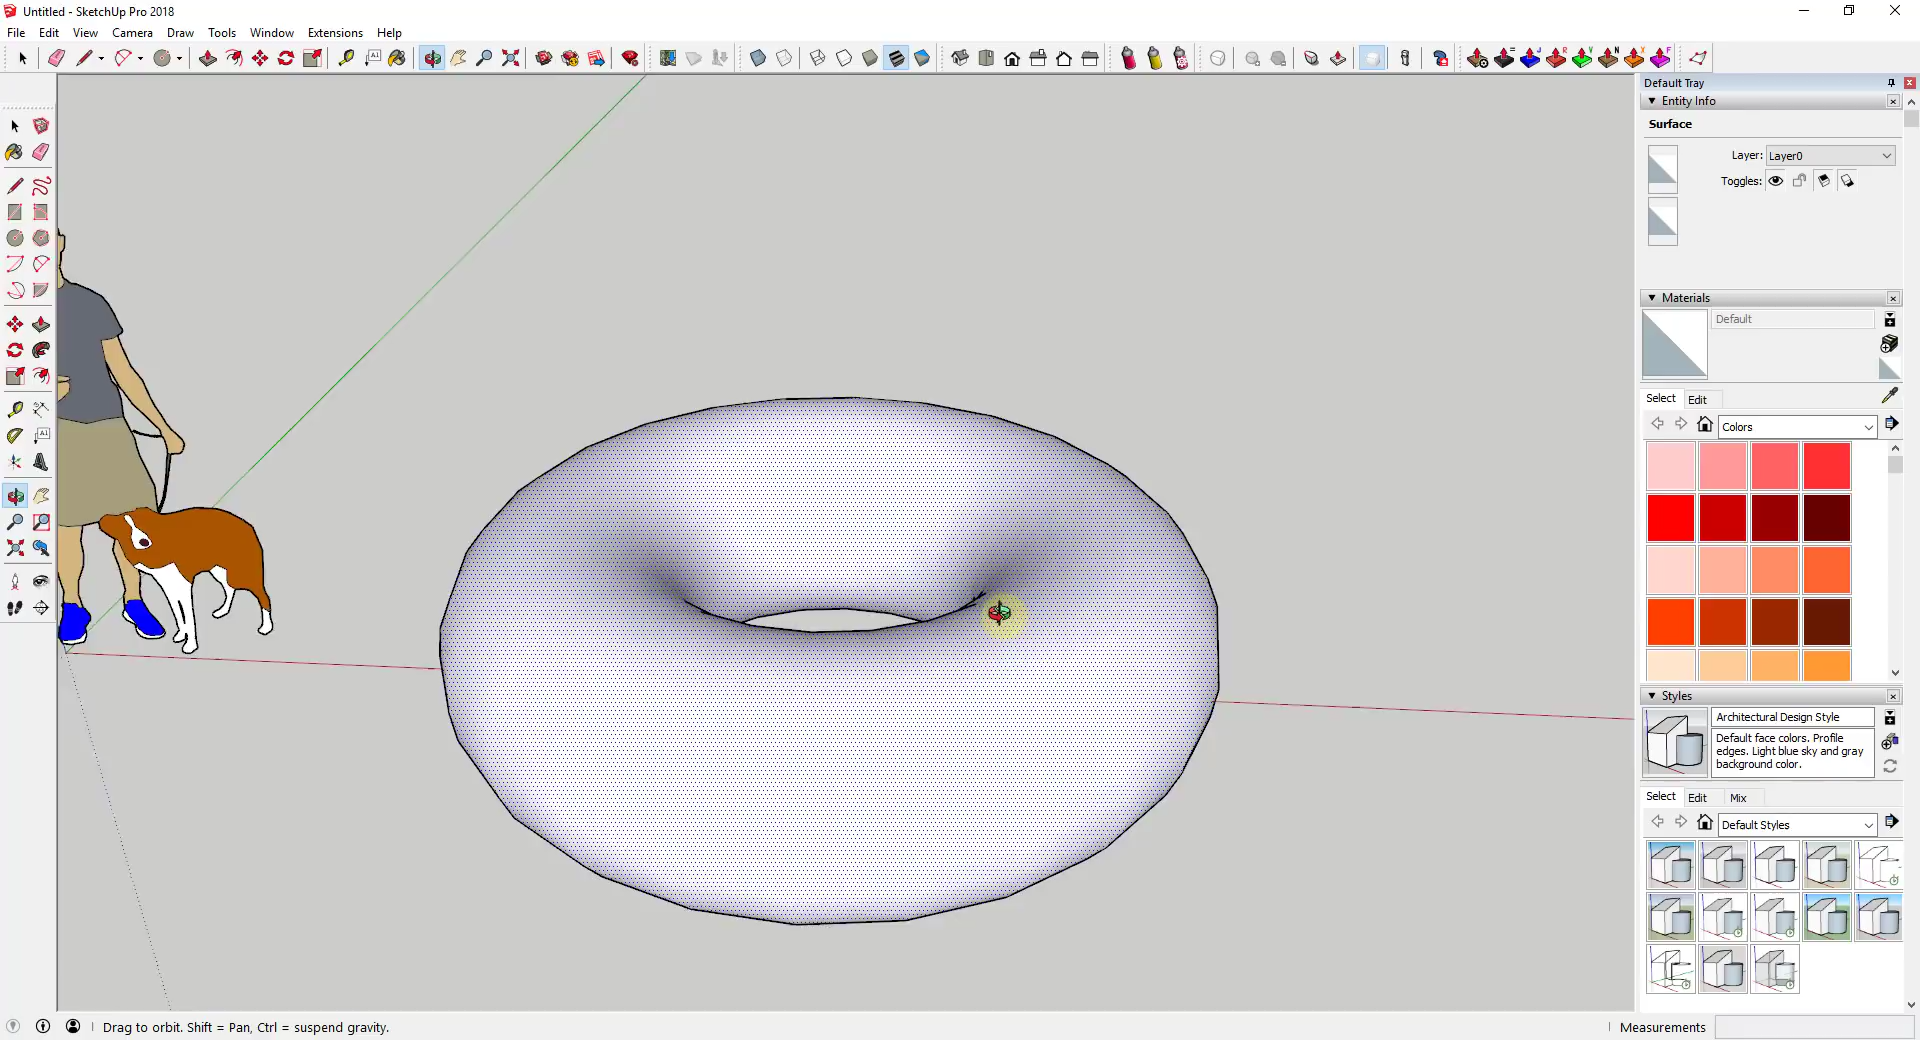 Untitled - SketchUp Pro 2018
File Edit View Camera Draw Tools Window Extensions Help
Default Tray
Entity Info
Surface
Layer: Layer0
Toggles:
Materials
Default
Select Edit
Colors
Styles
Architectural Design Style
Default face colors. Profile
edges. Light blue sky and gray
background color.
Select Edit Mix
Default Styles
Drag to orbit. Shift = Pan, Ctrl = suspend gravity.
Measurements